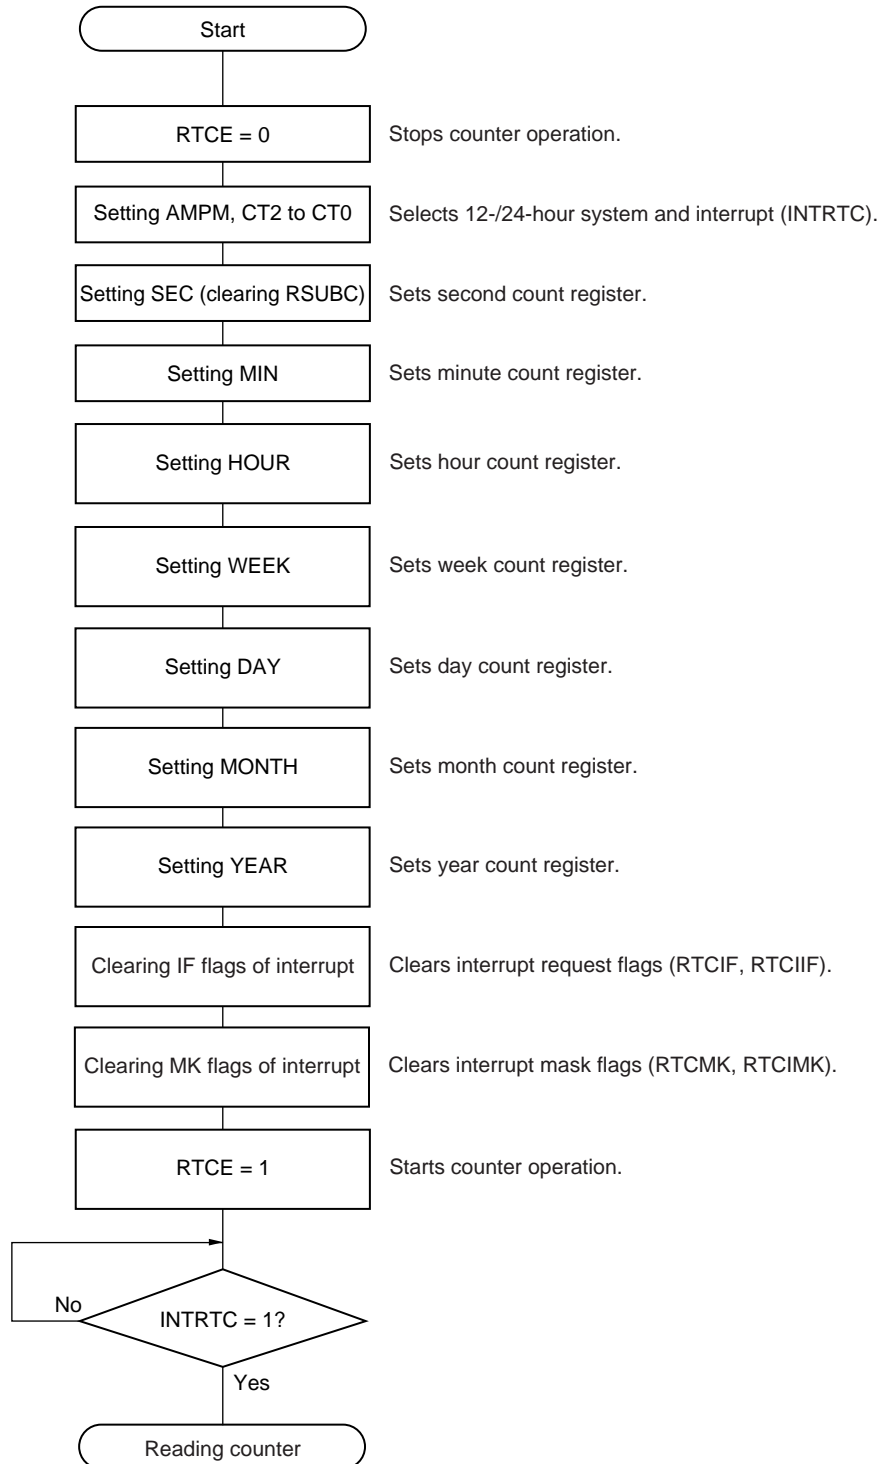 Start
RTCE = 0
Stops counter operation.
Setting AMPM, CT2 to CT0
Selects 12-/24-hour system and interrupt (INTRTC).
Setting SEC (clearing RSUBC)
Sets second count register.
Setting MIN
Sets minute count register.
Setting HOUR
Sets hour count register.
Setting WEEK
Sets week count register.
Setting DAY
Sets day count register.
Setting MONTH
Sets month count register.
Setting YEAR
Sets year count register.
Clearing IF flags of interrupt
Clears interrupt request flags (RTCIF, RTCIIF).
Clearing MK flags of interrupt
Clears interrupt mask flags (RTCMK, RTCIMK).
RTCE = 1
Starts counter operation.
No
INTRTC = 1?
Yes
Reading counter